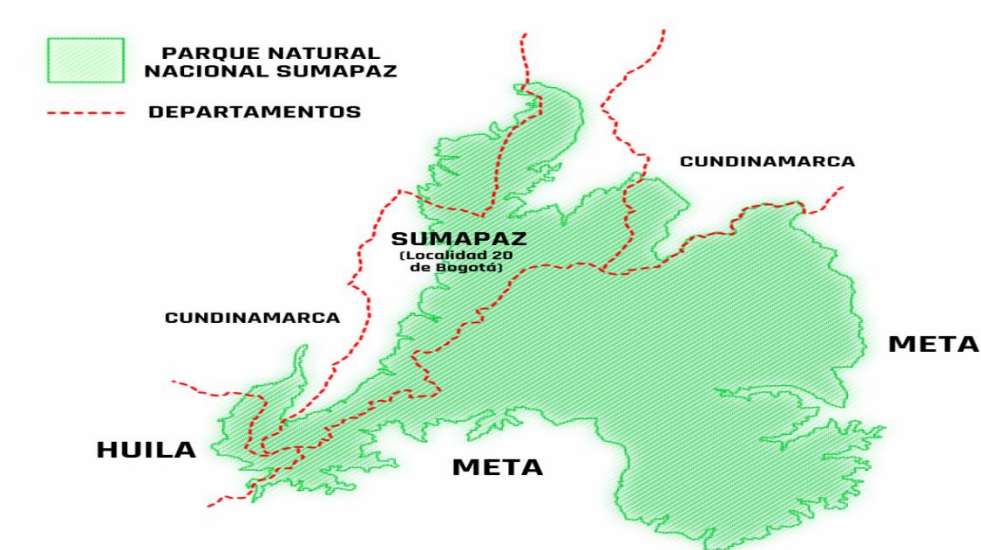 PARQUE NATURAL
NACIONAL SUMAPAZ
DEPARTAMENTOS
CUNDINAMARCA
SUMAPAZ
(Localidad 20
de Bogotá)
CUNDINAMARCA
META
HUILA
META